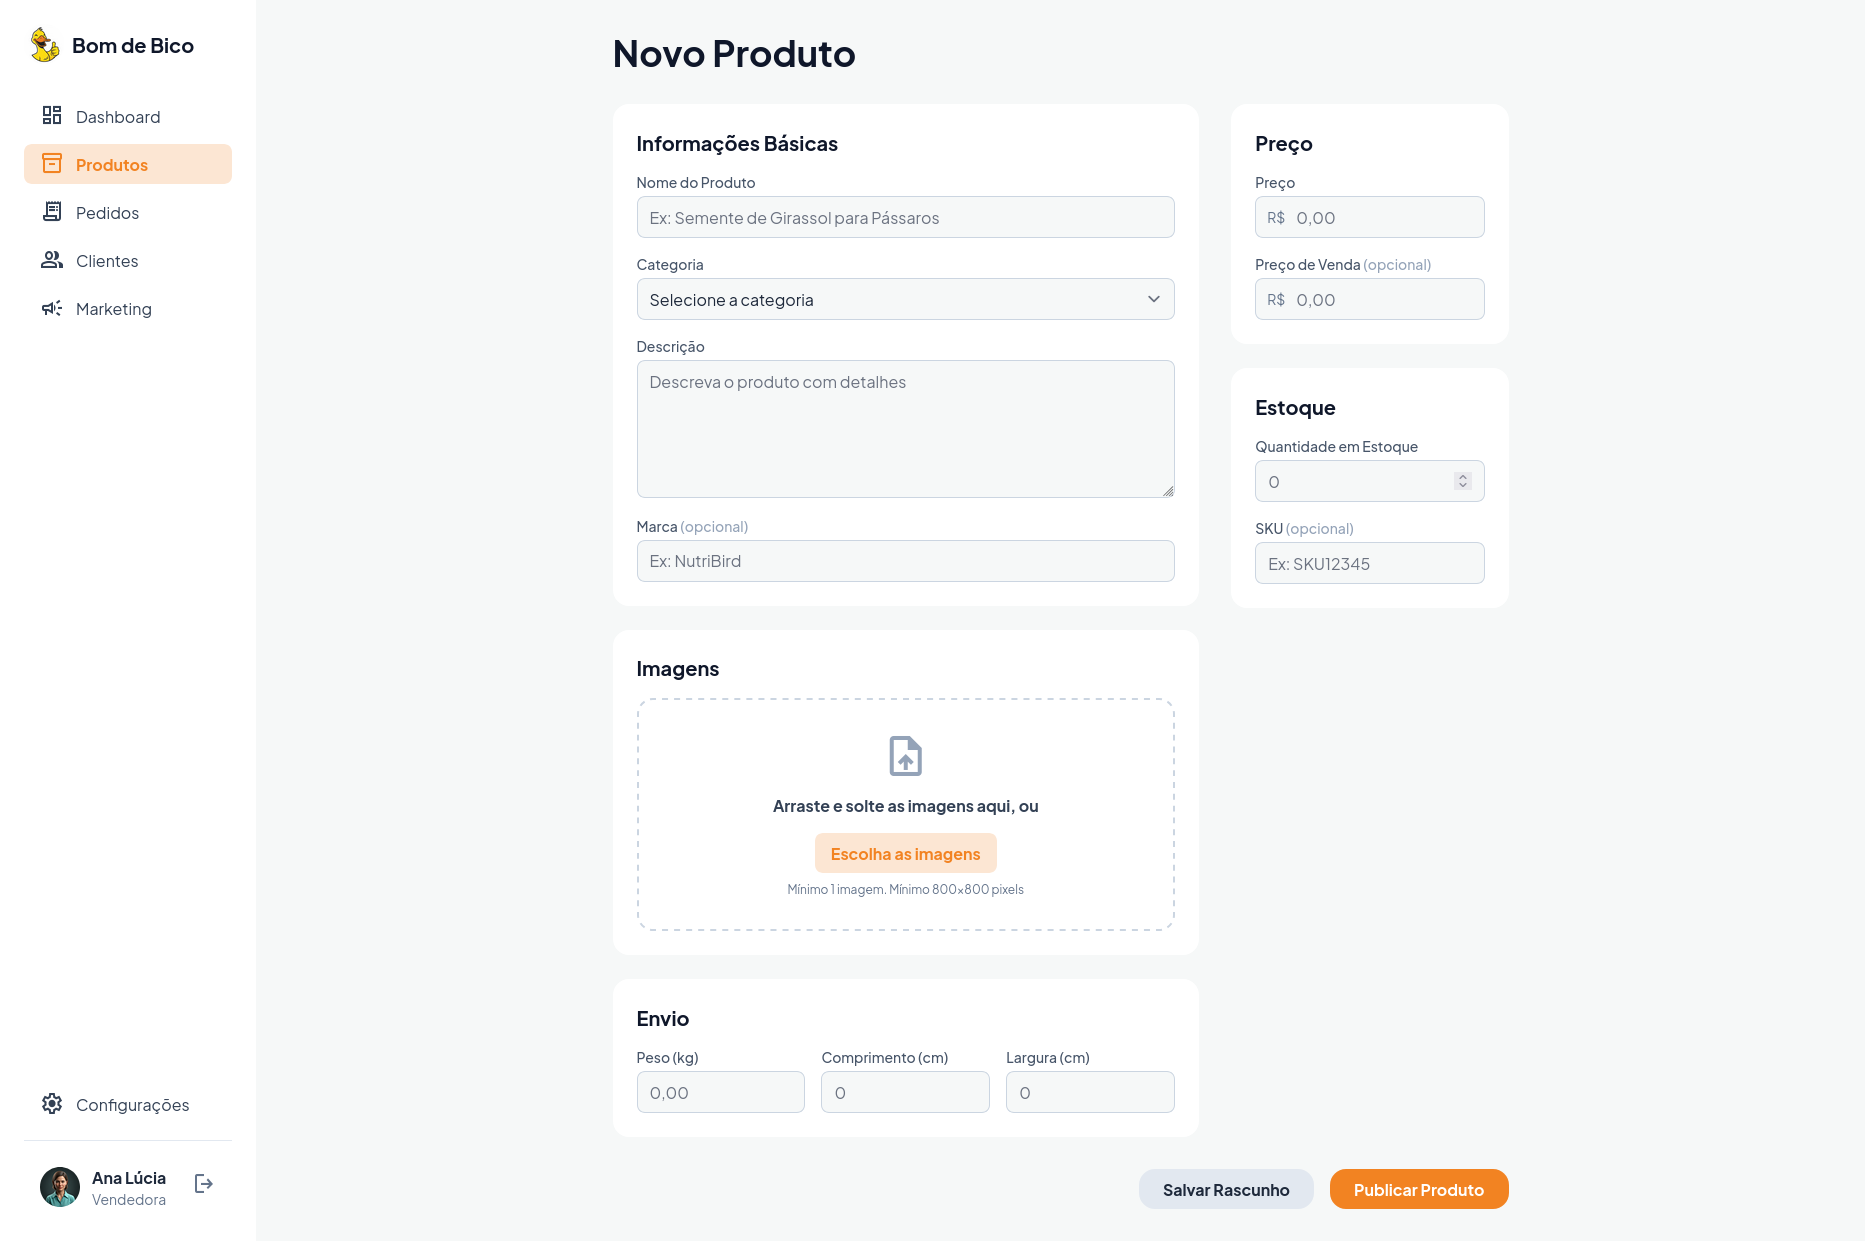 Bom de Bico
Dashboard
Produtos
Pedidos
Clientes
Marketing
Configurações
Ana Lúcia
Vendedora
Novo Produto
Informações Básicas
Nome do Produto
Ex: Semente de Girassol para Pássaros
Categoria
Selecione a categoria
Descrição
Descreva o produto com detalhes
Marca (opcional)
Ex: NutriBird
Imagens
Arraste e solte as imagens aqui, ou
Escolha as imagens
Mínimo 1 imagem. Mínimo 800x800 pixels
Envio
Peso (kg)
0,00
Comprimento (cm)
0
Largura (cm)
0
Preço
Preço
R$ 0,00
Preço de Venda (opcional)
R$ 0,00
Estoque
Quantidade em Estoque
0
SKU (opcional)
Ex: SKU12345
Salvar Rascunho
Publicar Produto